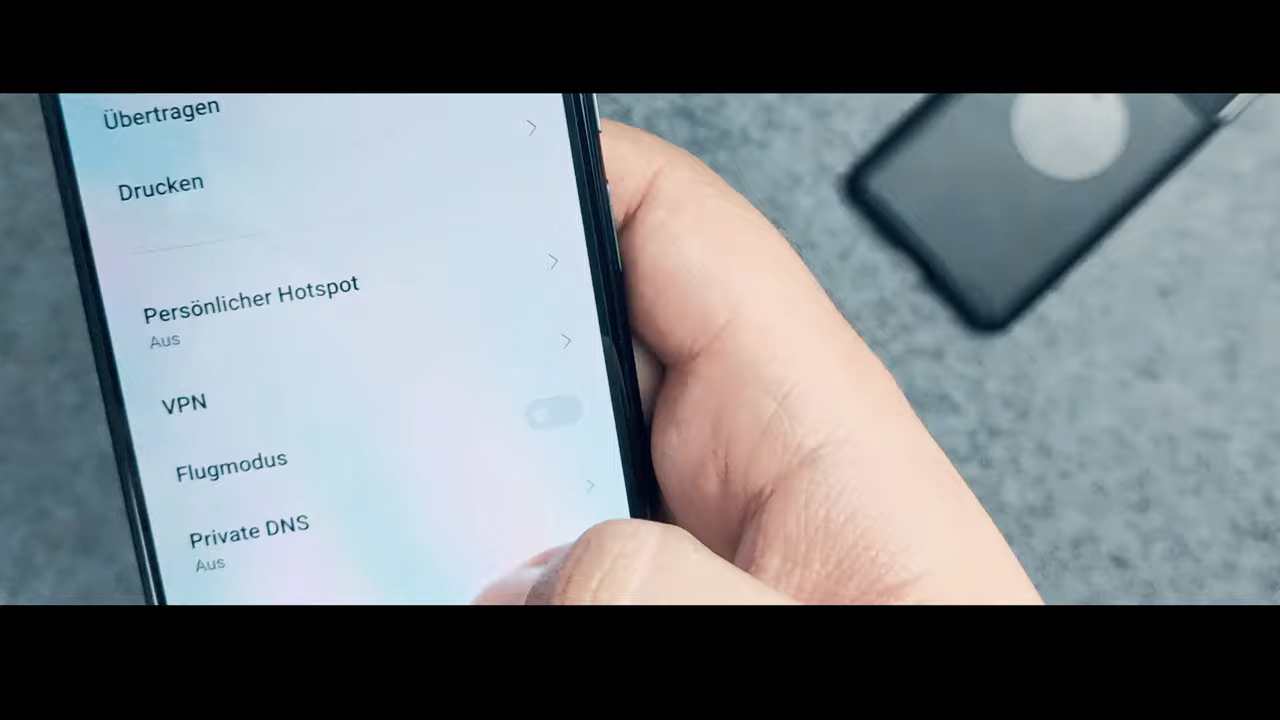 Übertragen
Drucken
Persönlicher Hotspot
Aus
VPN
Flugmodus
Private DNS
Aus